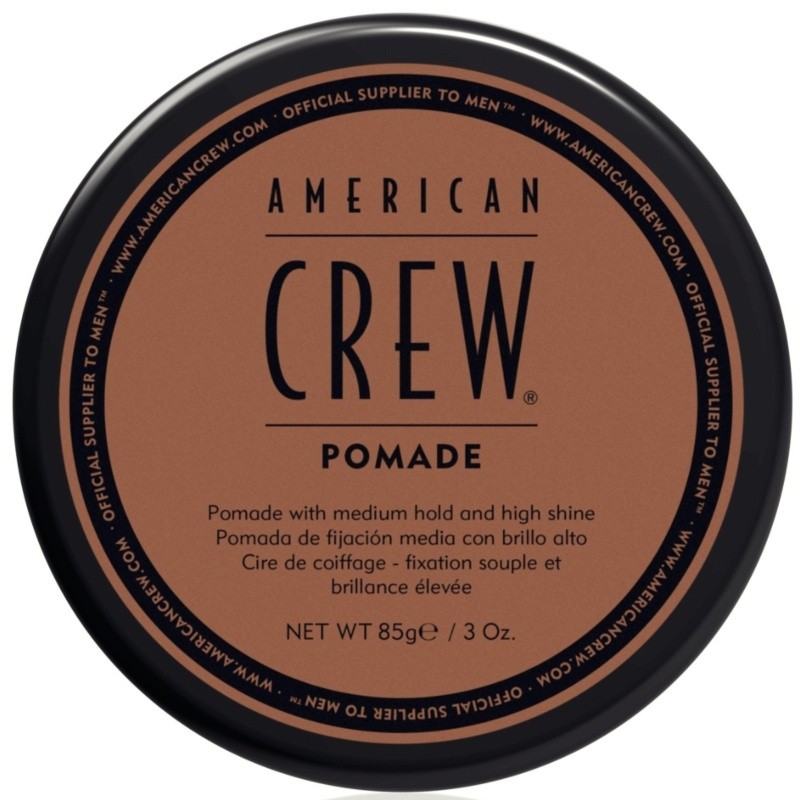 AMERICAN
CREW®
POMADE
Pomade with medium hold and high shine
Pomada de fijación media con brillo alto
Cire de coiffage - fixation souple et
brillance élevée
NET WT 85g℮ / 3 Oz.
OFFICIAL SUPPLIER TO MEN™ · WWW.AMERICANCREW.COM · OFFICIAL SUPPLIER TO MEN™ · WWW.AMERICANCREW.COM · OFFICIAL SUPPLIER TO MEN™ · WWW.AMERICANCREW.COM · OFFICIAL SUPPLIER TO MEN™ · WWW.AMERICANCREW.COM ·